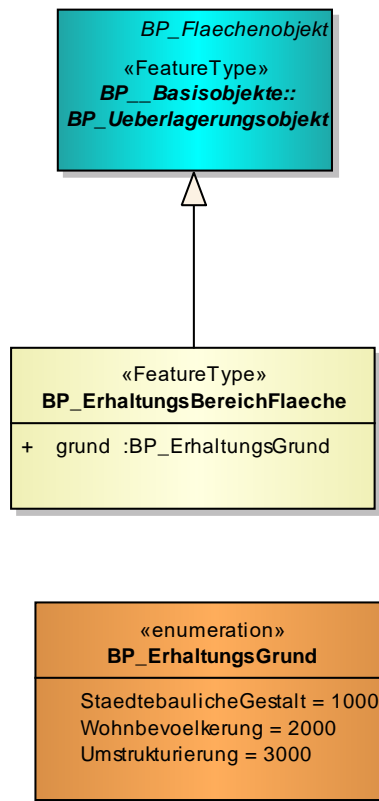 BP_Flaechenobjekt
«FeatureType»
BP__Basisobjekte::
BP_Ueberlagerungsobjekt
«FeatureType»
BP_ErhaltungsBereichFlaeche
+ grund :BP_ErhaltungsGrund
«enumeration»
BP_ErhaltungsGrund
StaedtebaulicheGestalt = 1000
Wohnbevoelkerung = 2000
Umstrukturierung = 3000